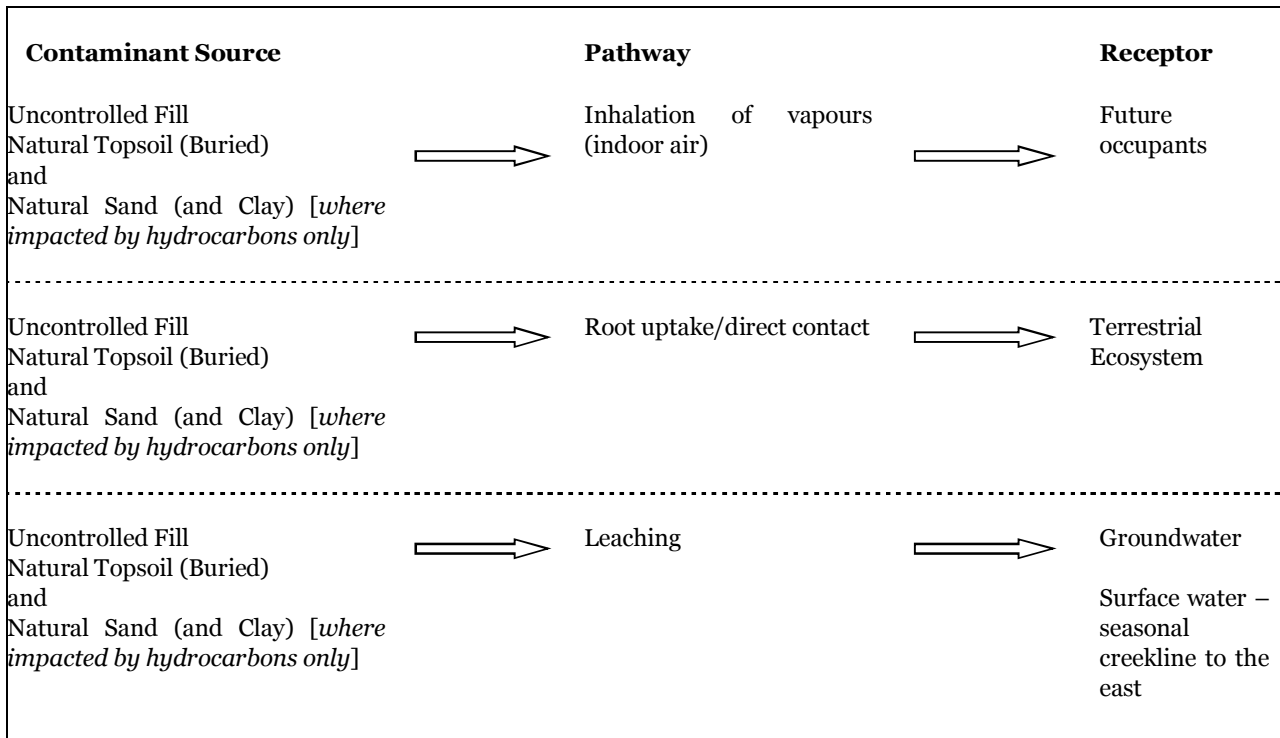 Contaminant Source Pathway Receptor
Uncontrolled Fill
Natural Topsoil (Buried)
and
Natural Sand (and Clay) [where
impacted by hydrocarbons only]
Inhalation of vapours
(indoor air)
Future
occupants
Uncontrolled Fill
Natural Topsoil (Buried)
and
Natural Sand (and Clay) [where
impacted by hydrocarbons only]
Root uptake/direct contact
Terrestrial
Ecosystem
Uncontrolled Fill
Natural Topsoil (Buried)
and
Natural Sand (and Clay) [where
impacted by hydrocarbons only]
Leaching
Groundwater
Surface water –
seasonal
creekline to the
east